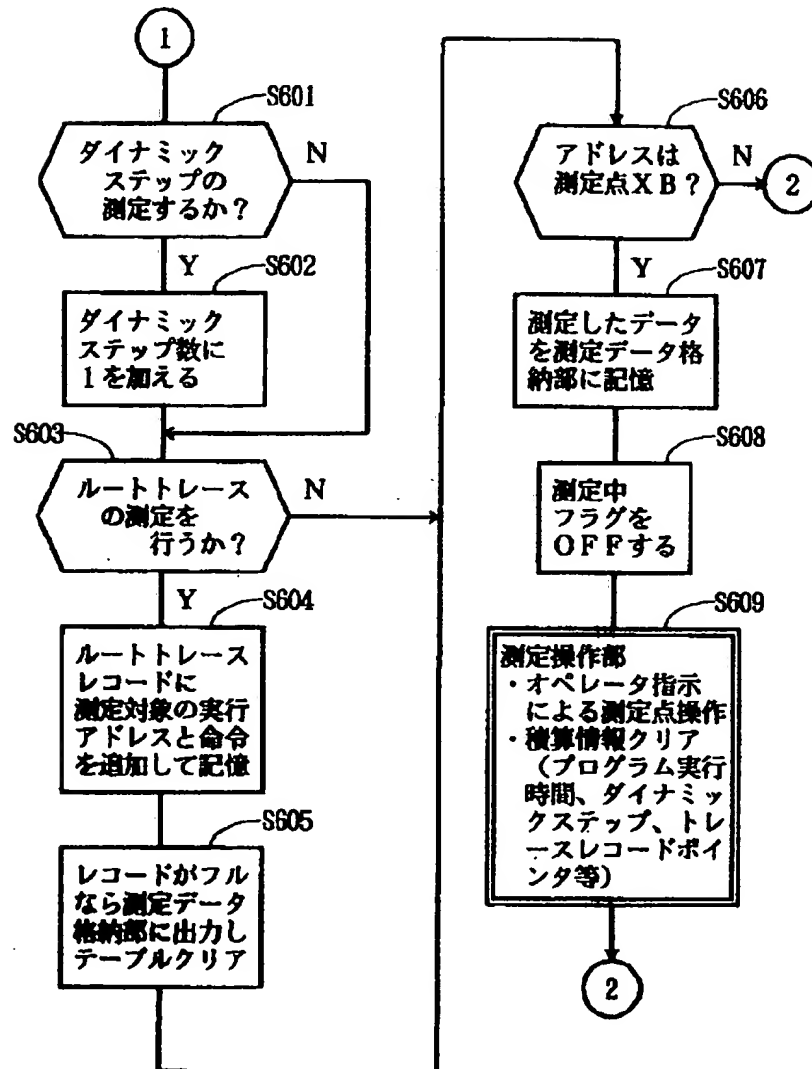 1
S601
ダイナミック
ステップの
測定するか?
N
Y
S602
ダイナミック
ステップ数に
1を加える
S603
ルートトレース
の測定を
行うか?
N
Y
S604
ルートトレース
レコードに
測定対象の実行
アドレスと命令
を追加して記憶
S605
レコードがフル
なら測定データ
格納部に出力し
テーブルクリア
S606
アドレスは
測定点XB?
N
2
Y
S607
測定したデータ
を測定データ格
納部に記憶
S608
測定中
フラグを
OFFする
S609
測定操作部
・オペレータ指示
による測定点操作
・積算情報クリア
(プログラム実行
時間、ダイナミッ
クステップ、トレ
ースレコードポイ
ンタ等)
2